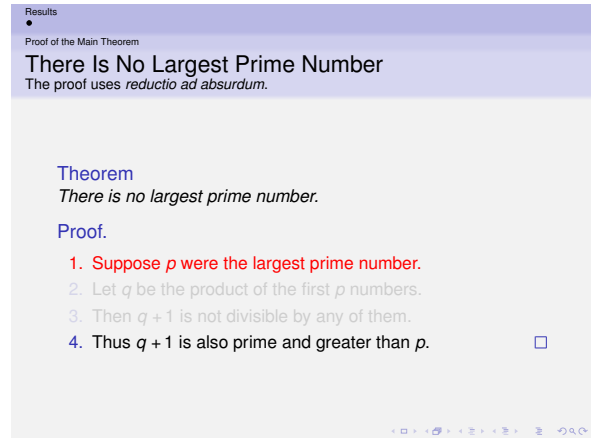 Results
Proof of the Main Theorem
There Is No Largest Prime Number
The proof uses reductio ad absurdum.
Theorem
There is no largest prime number.
Proof.
1. Suppose p were the largest prime number.
2. Let q be the product of the first p numbers.
3. Then q + 1 is not divisible by any of them.
4. Thus q + 1 is also prime and greater than p.